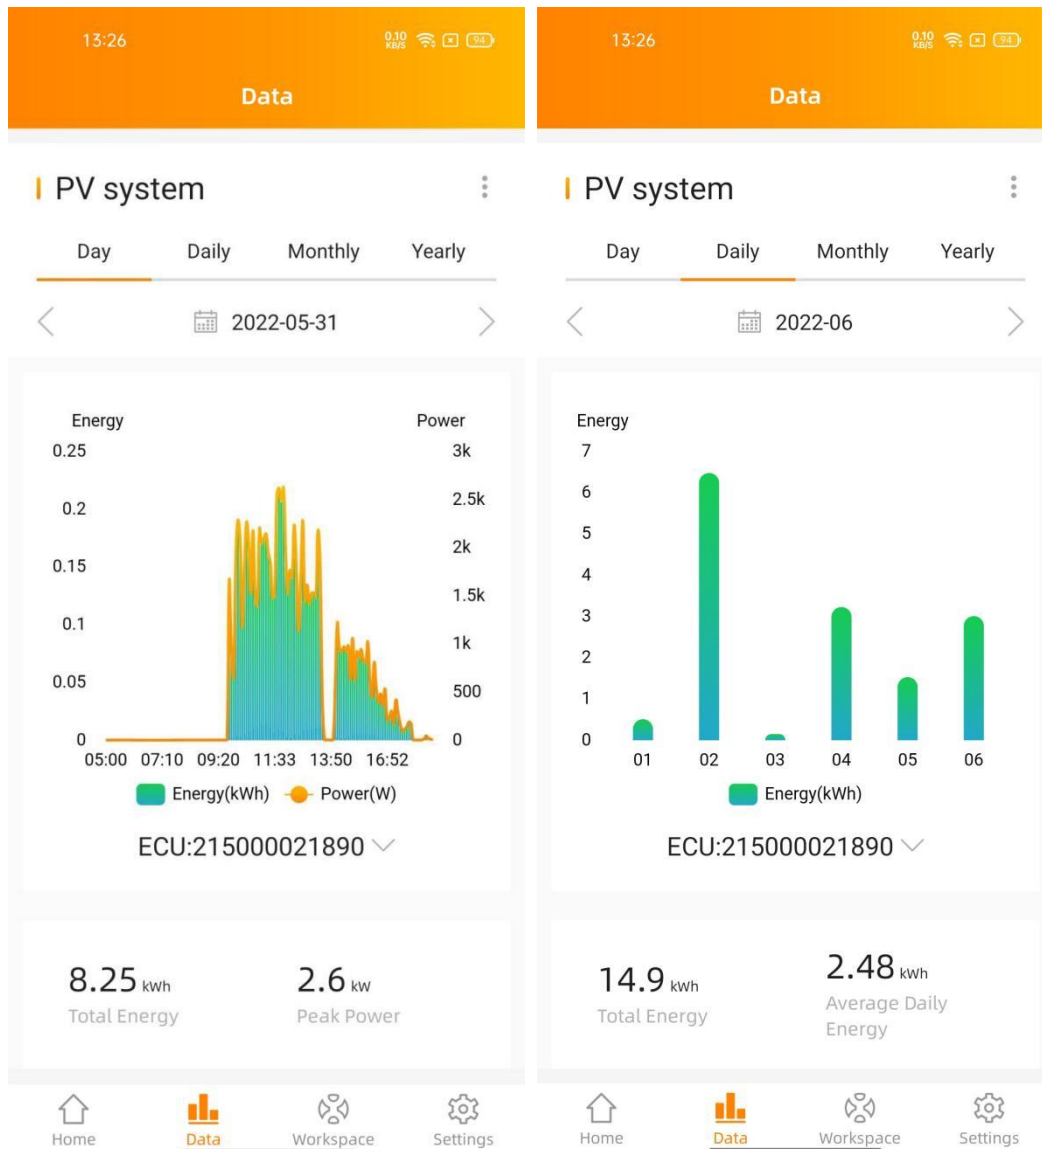 13:26
0.10
KB/S
94
Data
PV system
Day Daily Monthly Yearly
2022-05-31
Energy Power
0.25 3k
0.2 2.5k
0.15 2k
0.1 1.5k
0.05 1k
0 500
0
05:00 07:10 09:20 11:33 13:50 16:52
Energy(kWh) Power(W)
ECU:215000021890
8.25 kWh 2.6 kW
Total Energy Peak Power
Home Data Workspace Settings
13:26
0.10
KB/S
94
Data
PV system
Day Daily Monthly Yearly
2022-06
Energy
7
6
5
4
3
2
1
0
01 02 03 04 05 06
Energy(kWh)
ECU:215000021890
14.9 kWh 2.48 kWh
Total Energy Average Daily
Energy
Home Data Workspace Settings